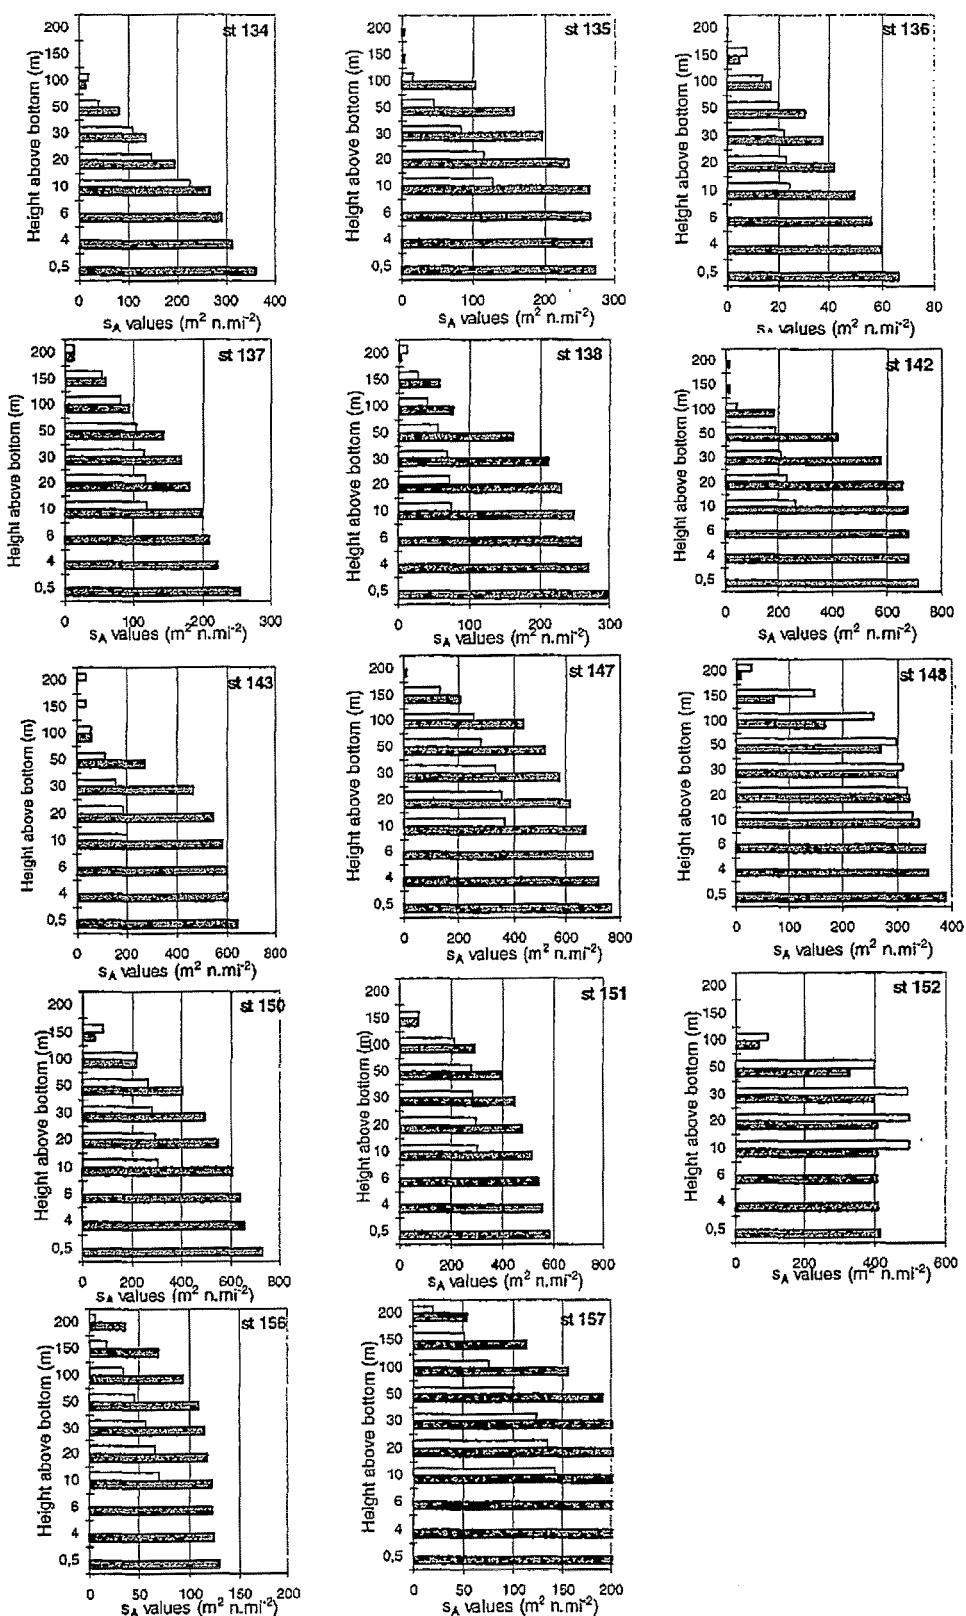 st 134
Height above bottom (m)
200
150
100
50
30
20
10
6
4
0,5
0 100 200 300 400
sA values (m² n.mi⁻²)
st 135
Height above bottom (m)
200
150
100
50
30
20
10
6
4
0,5
0 100 200 300
sA values (m² n.mi⁻²)
st 136
Height above bottom (m)
200
150
100
50
30
20
10
6
4
0,5
0 20 40 60 80
sA values (m² n.mi⁻²)
st 137
Height above bottom (m)
200
150
100
50
30
20
10
6
4
0,5
0 100 200 300
sA values (m² n.mi⁻²)
st 138
Height above bottom (m)
200
150
100
50
30
20
10
6
4
0,5
0 100 200 300
sA values (m² n.mi⁻²)
st 142
Height above bottom (m)
200
150
100
50
30
20
10
6
4
0,5
0 200 400 600 800
sA values (m² n.mi⁻²)
st 143
Height above bottom (m)
200
150
100
50
30
20
10
6
4
0,5
0 200 400 600 800
sA values (m² n.mi⁻²)
st 147
Height above bottom (m)
200
150
100
50
30
20
10
6
4
0,5
0 200 400 600 800
sA values (m² n.mi⁻²)
st 148
Height above bottom (m)
200
150
100
50
30
20
10
6
4
0,5
0 100 200 300 400
sA values (m² n.mi⁻²)
st 150
Height above bottom (m)
200
150
100
50
30
20
10
6
4
0,5
0 200 400 600 800
sA values (m² n.mi⁻²)
st 151
Height above bottom (m)
200
150
100
50
30
20
10
6
4
0,5
0 200 400 600 800
sA values (m² n.mi⁻²)
st 152
Height above bottom (m)
200
150
100
50
30
20
10
6
4
0,5
0 200 400 600
sA values (m² n.mi⁻²)
st 156
Height above bottom (m)
200
150
100
50
30
20
10
6
4
0,5
0 50 100 150 200
sA values (m² n.mi⁻²)
st 157
Height above bottom (m)
200
150
100
50
30
20
10
6
4
0,5
0 50 100 150 200
sA values (m² n.mi⁻²)